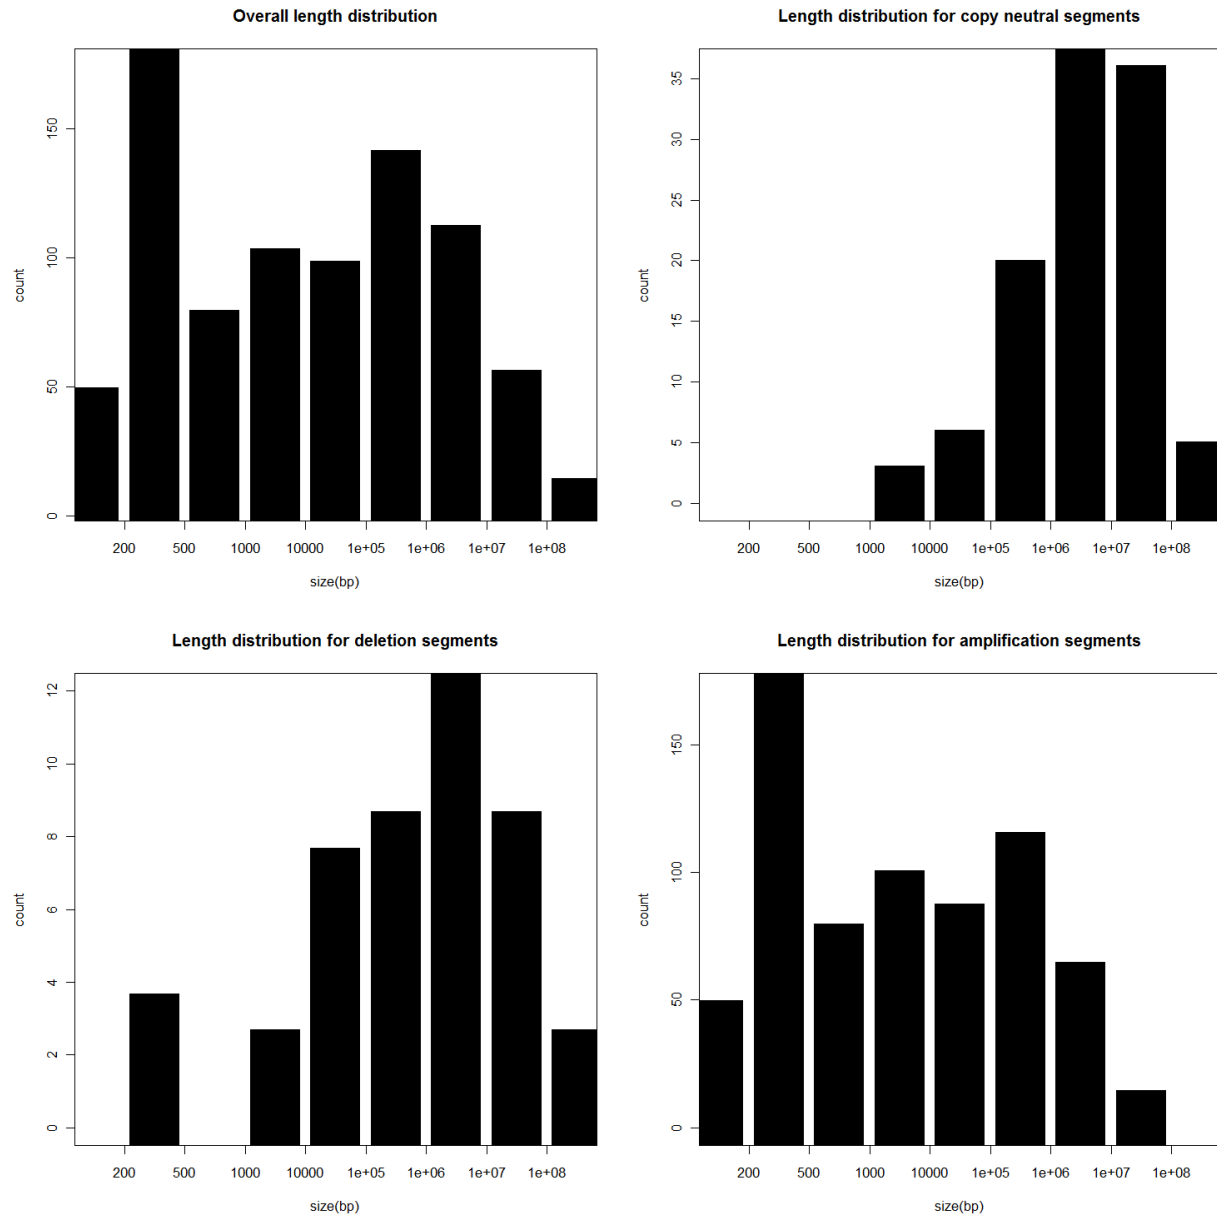 Overall length distribution
count
0
50
100
150
200 500 1000 10000 1e+05 1e+06 1e+07 1e+08
size(bp)
Length distribution for copy neutral segments
count
0
5
10
15
20
25
30
35
200 500 1000 10000 1e+05 1e+06 1e+07 1e+08
size(bp)
Length distribution for deletion segments
count
0
2
4
6
8
10
12
200 500 1000 10000 1e+05 1e+06 1e+07 1e+08
size(bp)
Length distribution for amplification segments
count
0
50
100
150
200 500 1000 10000 1e+05 1e+06 1e+07 1e+08
size(bp)